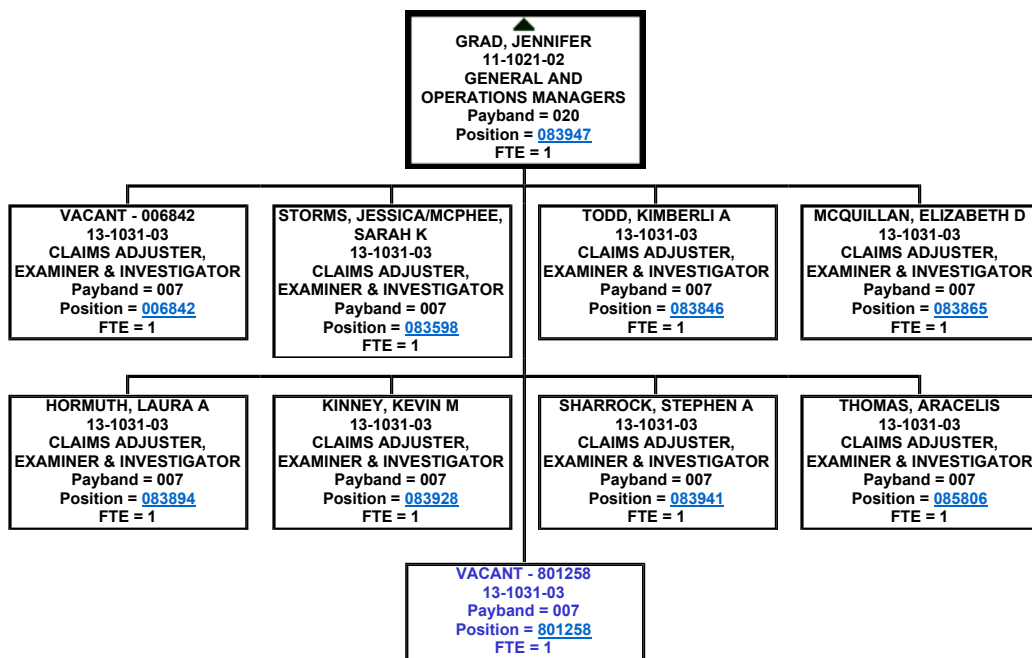 GRAD, JENNIFER
11-1021-02
GENERAL AND
OPERATIONS MANAGERS
Payband = 020
Position = 083947
FTE = 1
VACANT - 006842
13-1031-03
CLAIMS ADJUSTER,
EXAMINER & INVESTIGATOR
Payband = 007
Position = 006842
FTE = 1
STORMS, JESSICA/MCPHEE,
SARAH K
13-1031-03
CLAIMS ADJUSTER,
EXAMINER & INVESTIGATOR
Payband = 007
Position = 083598
FTE = 1
TODD, KIMBERLI A
13-1031-03
CLAIMS ADJUSTER,
EXAMINER & INVESTIGATOR
Payband = 007
Position = 083846
FTE = 1
MCQUILLAN, ELIZABETH D
13-1031-03
CLAIMS ADJUSTER,
EXAMINER & INVESTIGATOR
Payband = 007
Position = 083865
FTE = 1
HORMUTH, LAURA A
13-1031-03
CLAIMS ADJUSTER,
EXAMINER & INVESTIGATOR
Payband = 007
Position = 083894
FTE = 1
KINNEY, KEVIN M
13-1031-03
CLAIMS ADJUSTER,
EXAMINER & INVESTIGATOR
Payband = 007
Position = 083928
FTE = 1
SHARROCK, STEPHEN A
13-1031-03
CLAIMS ADJUSTER,
EXAMINER & INVESTIGATOR
Payband = 007
Position = 083941
FTE = 1
THOMAS, ARACELIS
13-1031-03
CLAIMS ADJUSTER,
EXAMINER & INVESTIGATOR
Payband = 007
Position = 085806
FTE = 1
VACANT - 801258
13-1031-03
Payband = 007
Position = 801258
FTE = 1